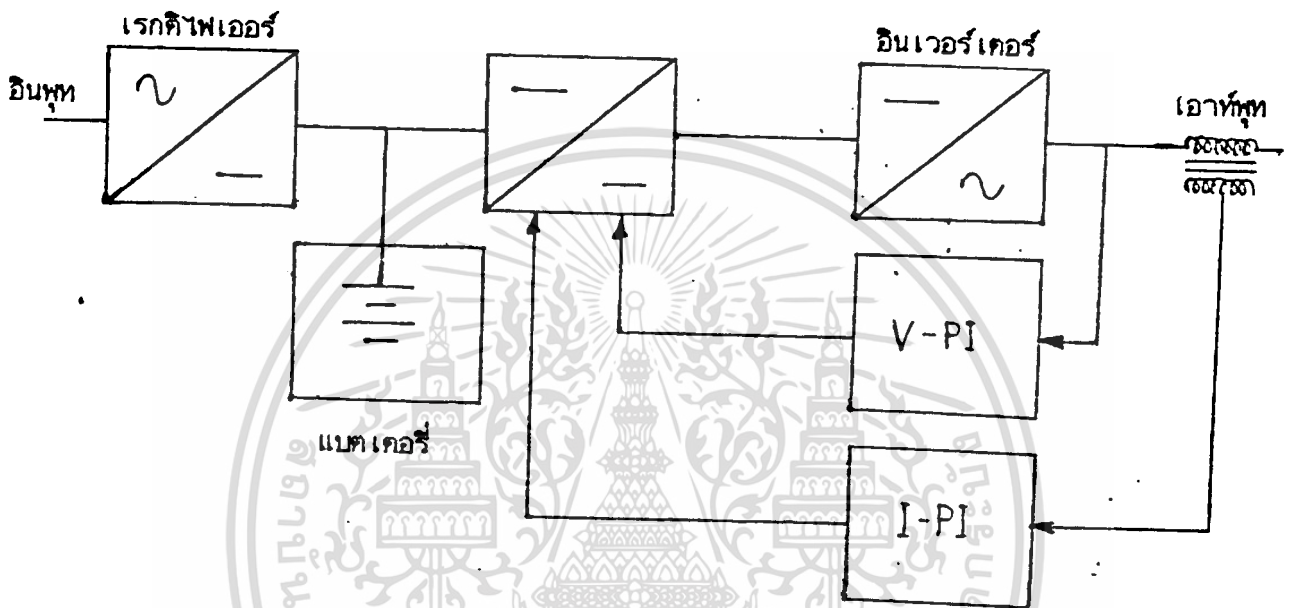 เรกติไฟเออร์
อินเวอร์เตอร์
อินพุท
เอาท์พุท
V-PI
แบตเตอรี่
I-PI